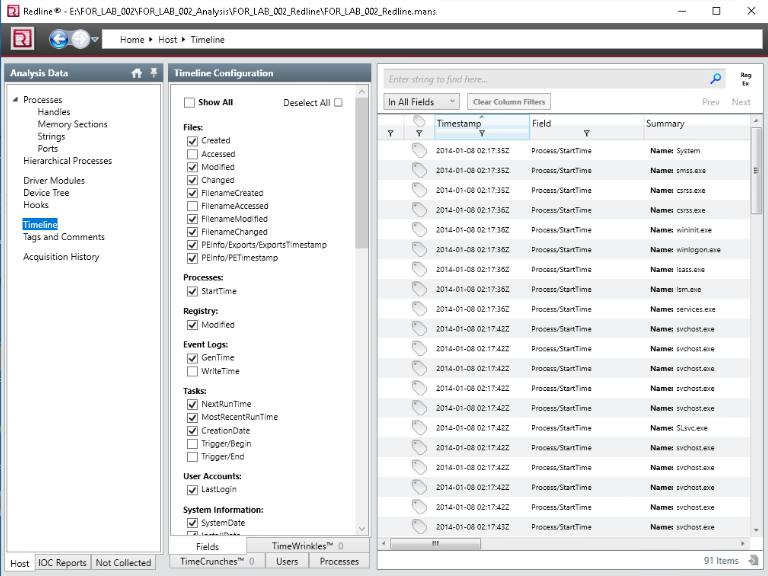 Redline® - E:\FOR_LAB_002\FOR_LAB_002_Analysis\FOR_LAB_002_Redline\FOR_LAB_002_Redline.mans
Home Host Timeline
Analysis Data
Processes
Handles
Memory Sections
Strings
Ports
Hierarchical Processes
Driver Modules
Device Tree
Hooks
Timeline
Tags and Comments
Acquisition History
Host IOC Reports Not Collected
Timeline Configuration
Show All Deselect All
Files:
Created
Accessed
Modified
Changed
FilenameCreated
FilenameAccessed
FilenameModified
FilenameChanged
PEInfo/Exports/ExportsTimestamp
PEInfo/PETimestamp
Processes:
StartTime
Registry:
Modified
Event Logs:
GenTime
WriteTime
Tasks:
NextRunTime
MostRecentRunTime
CreationDate
Trigger/Begin
Trigger/End
User Accounts:
LastLogin
System Information:
SystemDate
InstallDate
Fields TimeWrinkles™ 0
TimeCrunches™ 0 Users Processes
Enter string to find here...
Reg
Ex
In All Fields Clear Column Filters Prev Next
Timestamp Field Summary
2014-01-08 02:17:35Z Process/StartTime Name: System
2014-01-08 02:17:35Z Process/StartTime Name: smss.exe
2014-01-08 02:17:35Z Process/StartTime Name: csrss.exe
2014-01-08 02:17:36Z Process/StartTime Name: csrss.exe
2014-01-08 02:17:36Z Process/StartTime Name: wininit.exe
2014-01-08 02:17:36Z Process/StartTime Name: winlogon.exe
2014-01-08 02:17:36Z Process/StartTime Name: lsass.exe
2014-01-08 02:17:36Z Process/StartTime Name: lsm.exe
2014-01-08 02:17:36Z Process/StartTime Name: services.exe
2014-01-08 02:17:42Z Process/StartTime Name: svchost.exe
2014-01-08 02:17:42Z Process/StartTime Name: svchost.exe
2014-01-08 02:17:42Z Process/StartTime Name: svchost.exe
2014-01-08 02:17:42Z Process/StartTime Name: svchost.exe
2014-01-08 02:17:42Z Process/StartTime Name: svchost.exe
2014-01-08 02:17:42Z Process/StartTime Name: SLsvc.exe
2014-01-08 02:17:42Z Process/StartTime Name: svchost.exe
2014-01-08 02:17:42Z Process/StartTime Name: svchost.exe
2014-01-08 02:17:42Z Process/StartTime Name: svchost.exe
2014-01-08 02:17:42Z Process/StartTime Name: svchost.exe
2014-01-08 02:17:43Z Process/StartTime Name: svchost.exe
91 Items